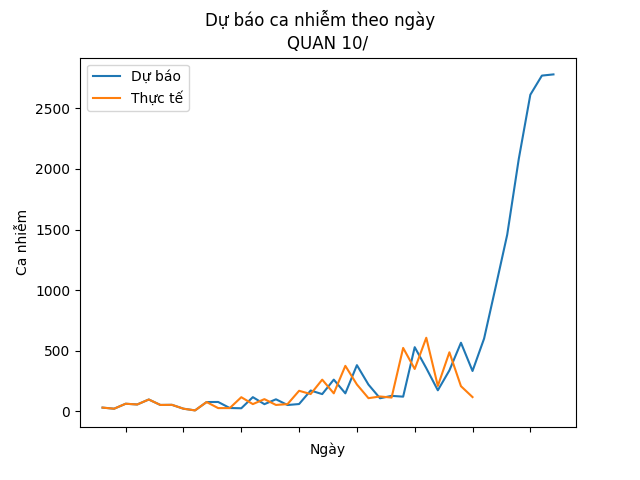 Dự báo ca nhiễm theo ngày
QUAN 10/
Dự báo
Thực tế
2500
2000
1500
1000
500
0
Ca nhiễm
Ngày